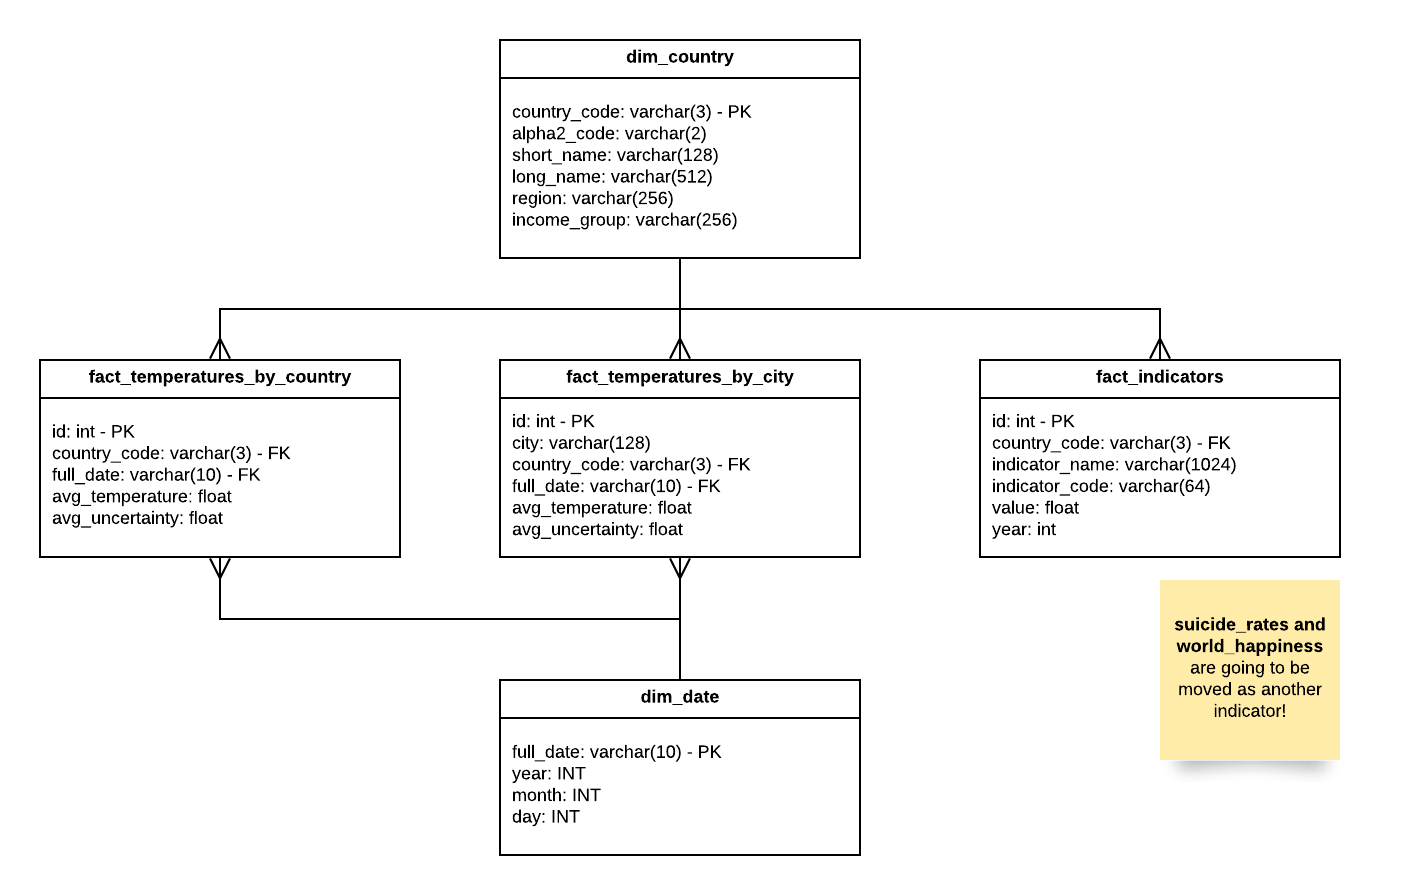 dim_country
country_code: varchar(3) - PK
alpha2_code: varchar(2)
short_name: varchar(128)
long_name: varchar(512)
region: varchar(256)
income_group: varchar(256)
fact_temperatures_by_country
id: int - PK
country_code: varchar(3) - FK
full_date: varchar(10) - FK
avg_temperature: float
avg_uncertainty: float
fact_temperatures_by_city
id: int - PK
city: varchar(128)
country_code: varchar(3) - FK
full_date: varchar(10) - FK
avg_temperature: float
avg_uncertainty: float
fact_indicators
id: int - PK
country_code: varchar(3) - FK
indicator_name: varchar(1024)
indicator_code: varchar(64)
value: float
year: int
suicide_rates and
world_happiness
are going to be
moved as another
indicator!
dim_date
full_date: varchar(10) - PK
year: INT
month: INT
day: INT